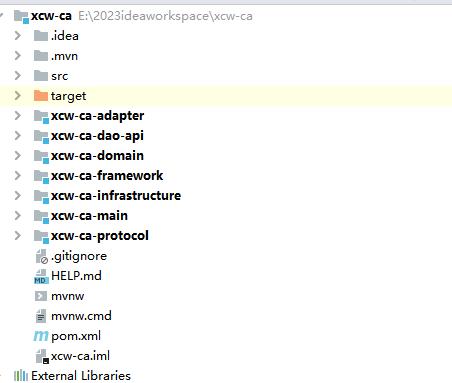 xcw-ca E:\2023ideaworkspace\xcw-ca
.idea
.mvn
src
target
xcw-ca-adapter
xcw-ca-dao-api
xcw-ca-domain
xcw-ca-framework
xcw-ca-infrastructure
xcw-ca-main
xcw-ca-protocol
.gitignore
MD HELP.md
mvnw
mvnw.cmd
m pom.xml
xcw-ca.iml
External Libraries